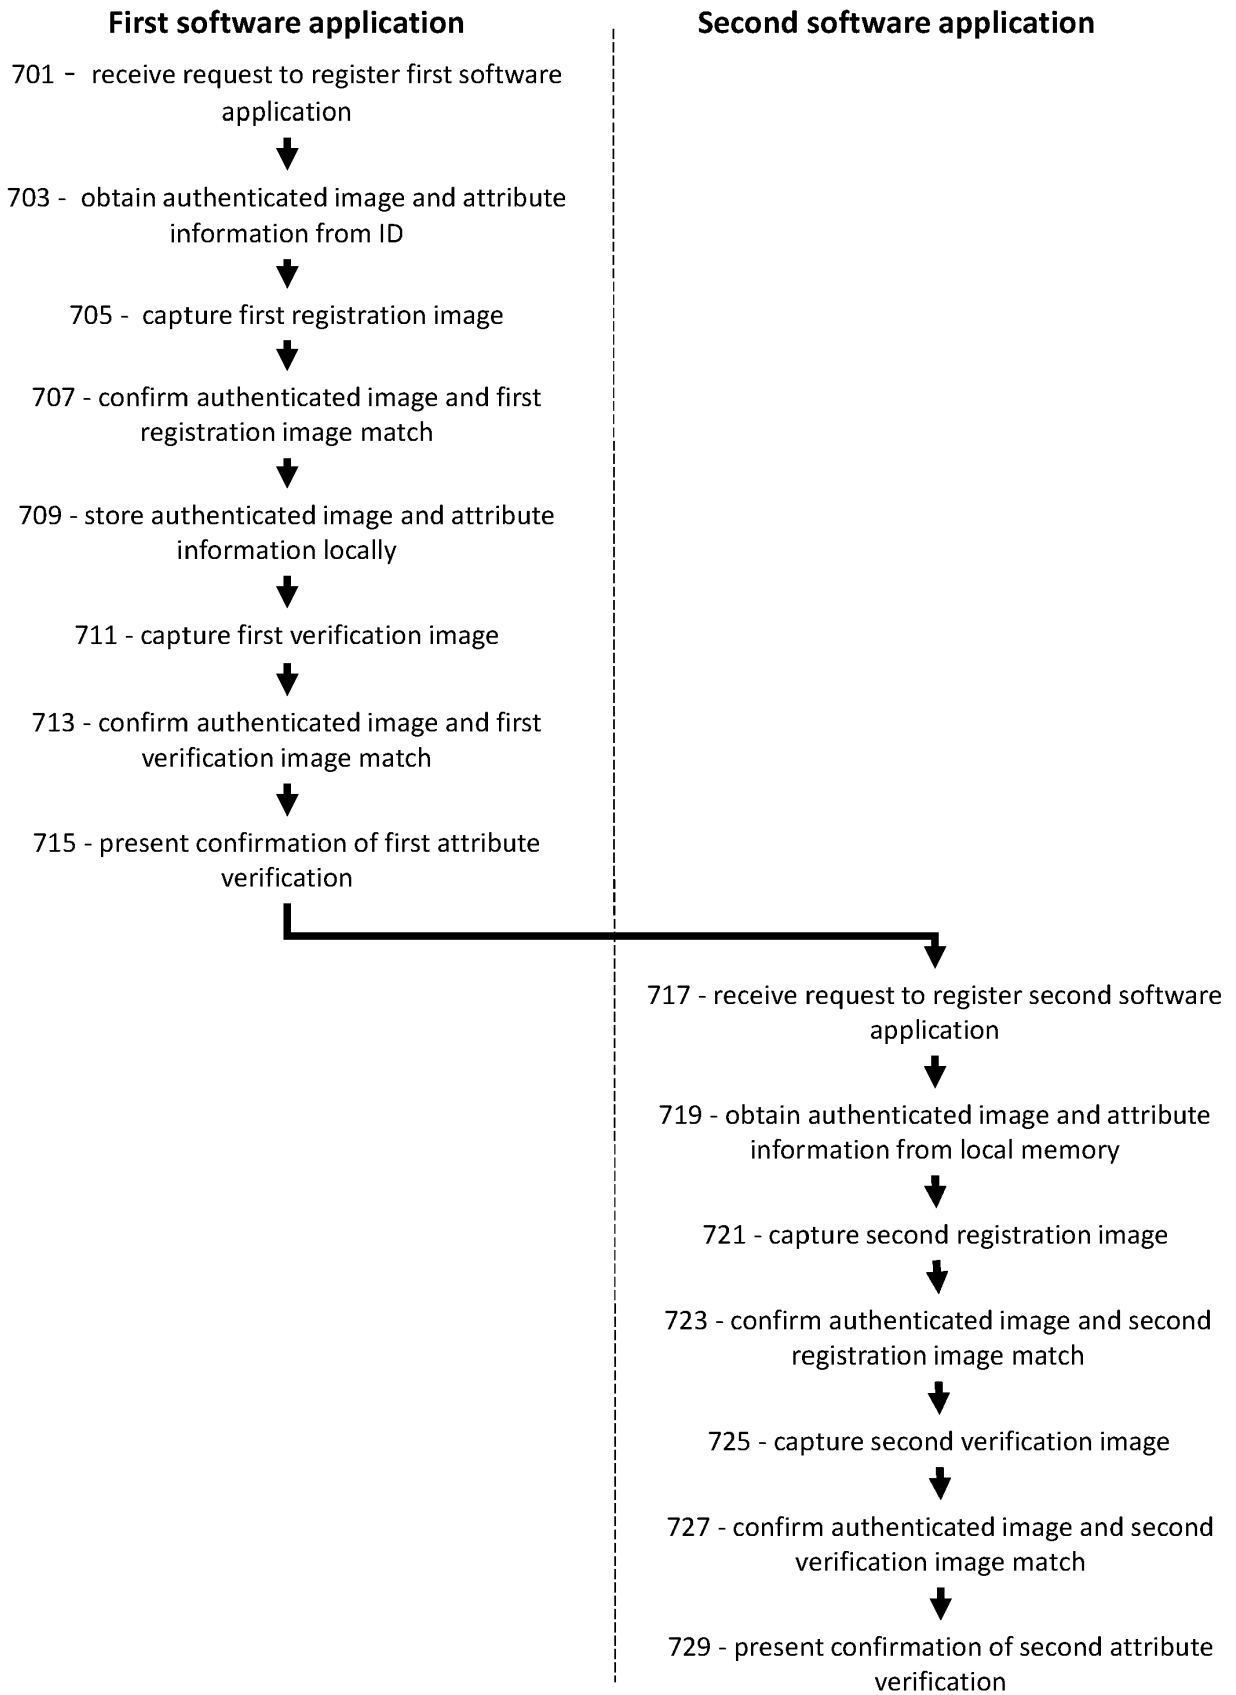 First software application
Second software application
701 - receive request to register first software
application
703 - obtain authenticated image and attribute
information from ID
705 - capture first registration image
707 - confirm authenticated image and first
registration image match
709 - store authenticated image and attribute
information locally
711 - capture first verification image
713 - confirm authenticated image and first
verification image match
715 - present confirmation of first attribute
verification
717 - receive request to register second software
application
719 - obtain authenticated image and attribute
information from local memory
721 - capture second registration image
723 - confirm authenticated image and second
registration image match
725 - capture second verification image
727 - confirm authenticated image and second
verification image match
729 - present confirmation of second attribute
verification